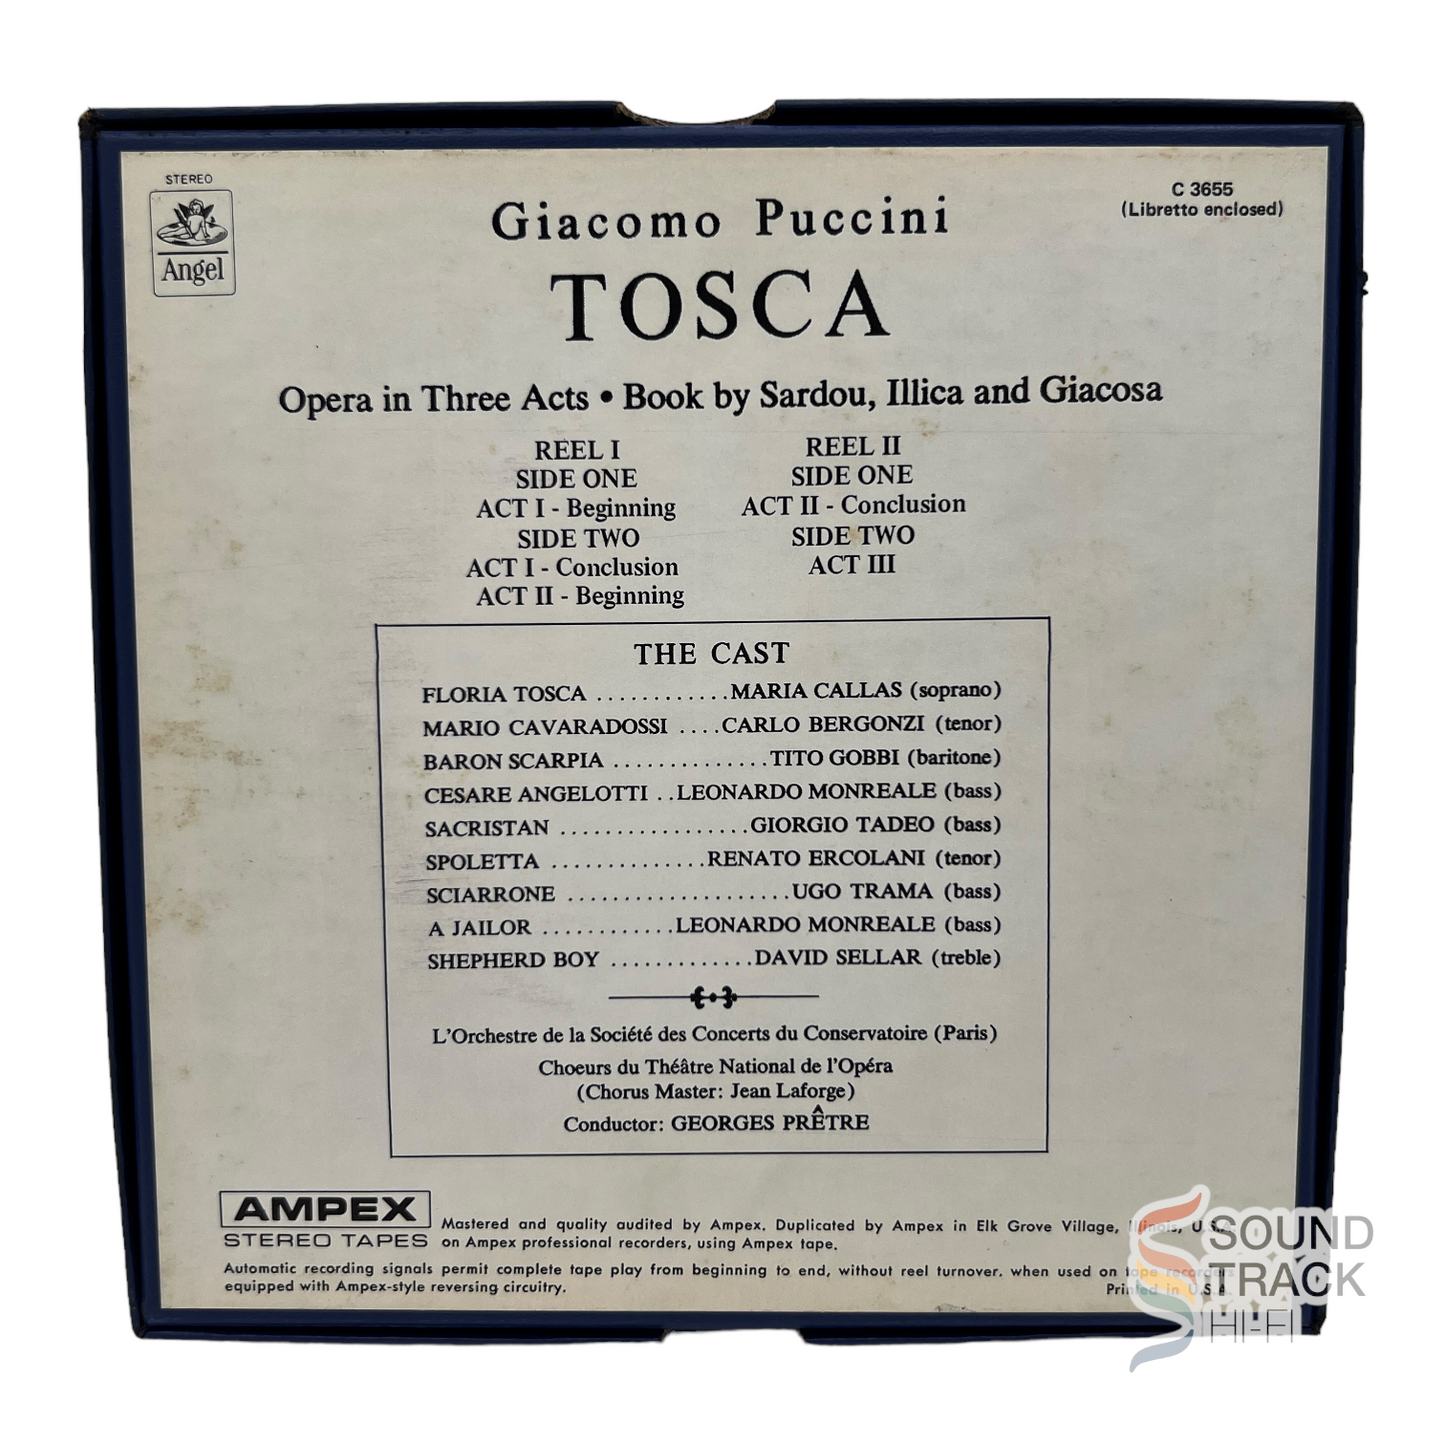 STEREO
Angel
C 3655
(Libretto enclosed)
Giacomo Puccini
TOSCA
Opera in Three Acts • Book by Sardou, Illica and Giacosa
REEL I
SIDE ONE
ACT I - Beginning
SIDE TWO
ACT I - Conclusion
ACT II - Beginning
REEL II
SIDE ONE
ACT II - Conclusion
SIDE TWO
ACT III
THE CAST
FLORIA TOSCA ............MARIA CALLAS (soprano)
MARIO CAVARADOSSI ....CARLO BERGONZI (tenor)
BARON SCARPIA ..............TITO GOBBI (baritone)
CESARE ANGELOTTI ..LEONARDO MONREALE (bass)
SACRISTAN .................GIORGIO TADEO (bass)
SPOLETTA ..............RENATO ERCOLANI (tenor)
SCIARRONE ....................UGO TRAMA (bass)
A JAILOR ............LEONARDO MONREALE (bass)
SHEPHERD BOY .............DAVID SELLAR (treble)
L'Orchestre de la Société des Concerts du Conservatoire (Paris)
Choeurs du Théâtre National de l'Opéra
(Chorus Master: Jean Laforge)
Conductor: GEORGES PRÊTRE
AMPEX
STEREO TAPES
Mastered and quality audited by Ampex. Duplicated by Ampex in Elk Grove Village, Illinois, U.S.A.
on Ampex professional recorders, using Ampex tape.
Automatic recording signals permit complete tape play from beginning to end, without reel turnover. when used on tape recorders
equipped with Ampex-style reversing circuitry.
Printed in U.S.A.
SOUND
TRACK
HIFI